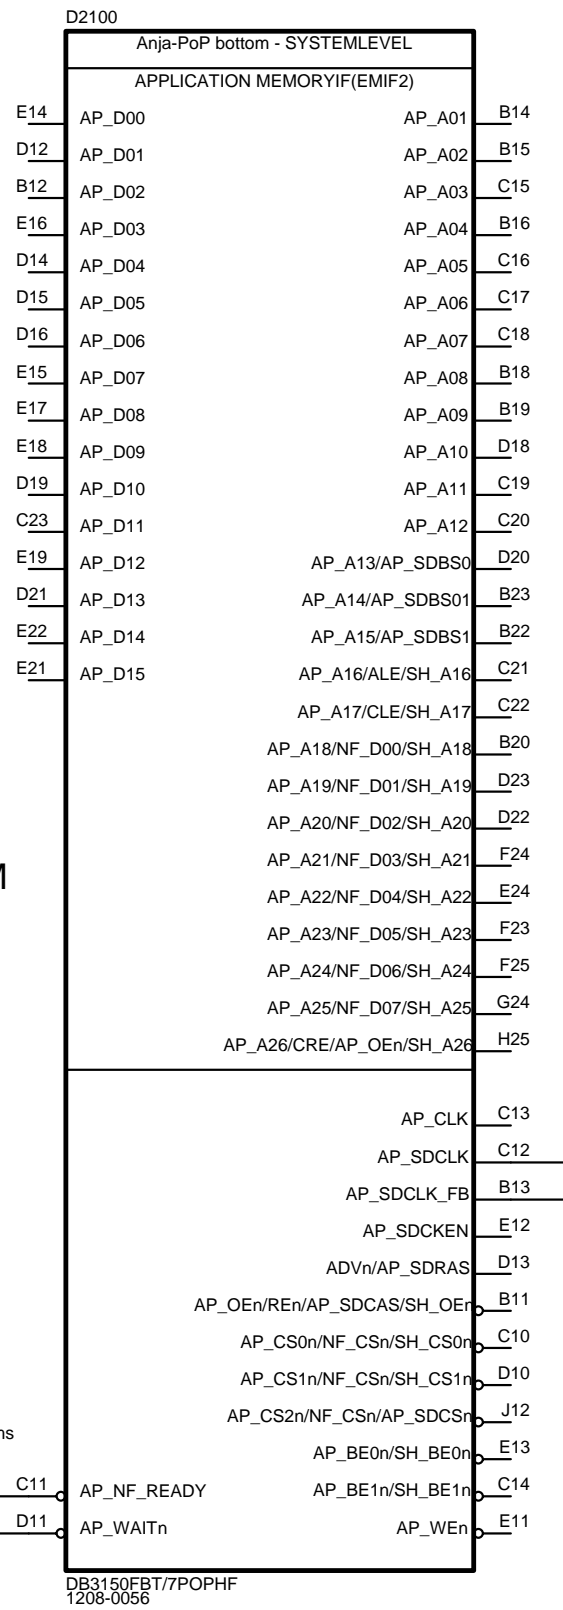 D2100
Anja-PoP bottom - SYSTEMLEVEL
APPLICATION MEMORYIF(EMIF2)
E14 AP_D00 AP_A01 B14
D12 AP_D01 AP_A02 B15
B12 AP_D02 AP_A03 C15
E16 AP_D03 AP_A04 B16
D14 AP_D04 AP_A05 C16
D15 AP_D05 AP_A06 C17
D16 AP_D06 AP_A07 C18
E15 AP_D07 AP_A08 B18
E17 AP_D08 AP_A09 B19
E18 AP_D09 AP_A10 D18
D19 AP_D10 AP_A11 C19
C23 AP_D11 AP_A12 C20
E19 AP_D12 AP_A13/AP_SDBS0 D20
D21 AP_D13 AP_A14/AP_SDBS01 B23
E22 AP_D14 AP_A15/AP_SDBS1 B22
E21 AP_D15 AP_A16/ALE/SH_A16 C21
AP_A17/CLE/SH_A17 C22
AP_A18/NF_D00/SH_A18 B20
AP_A19/NF_D01/SH_A19 D23
AP_A20/NF_D02/SH_A20 D22
AP_A21/NF_D03/SH_A21 F24
M
AP_A22/NF_D04/SH_A22 E24
AP_A23/NF_D05/SH_A23 F23
AP_A24/NF_D06/SH_A24 F25
AP_A25/NF_D07/SH_A25 G24
AP_A26/CRE/AP_OEn/SH_A26 H25
AP_CLK C13
AP_SDCLK C12
AP_SDCLK_FB B13
AP_SDCKEN E12
ADVn/AP_SDRAS D13
AP_OEn/REn/AP_SDCAS/SH_OEn B11
AP_CS0n/NF_CSn/SH_CS0n C10
AP_CS1n/NF_CSn/SH_CS1n D10
AP_CS2n/NF_CSn/AP_SDCSn J12
ns
AP_BE0n/SH_BE0n E13
C11 AP_NF_READY AP_BE1n/SH_BE1n C14
D11 AP_WAITn AP_WEn E11
DB3150FBT/7POPHF
1208-0056